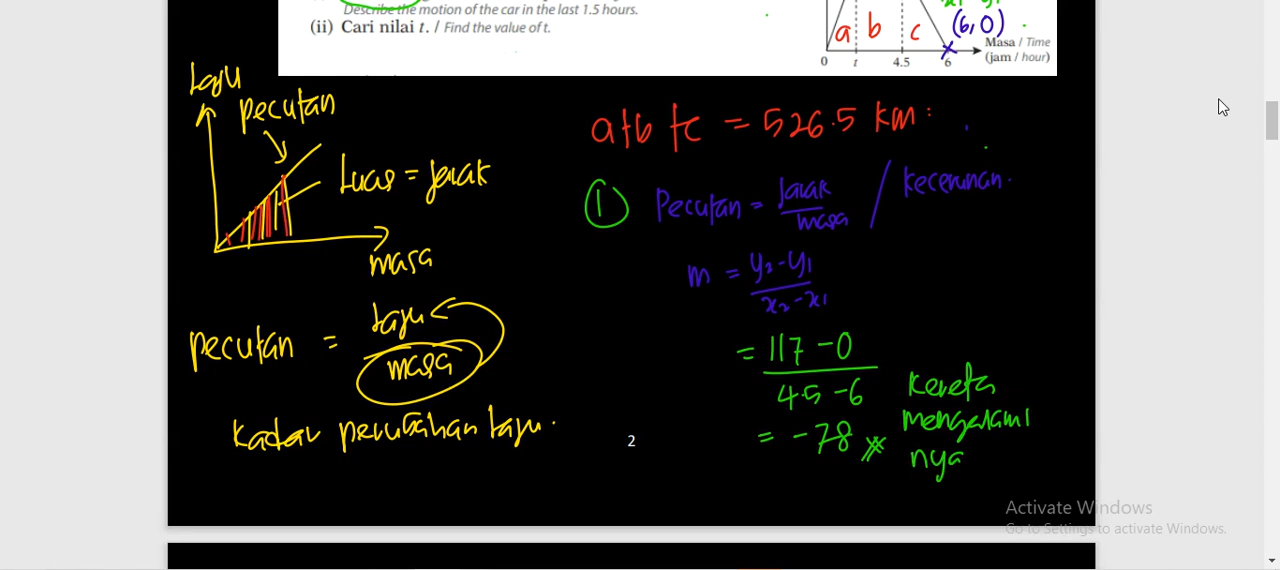 Describe the motion of the car in the last 1.5 hours.
(ii) Cari nilai t. / Find the value of t.
a b c
(6,0)
Masa / Time
(jam / hour)
0 t 4.5 6
laju
pecutan
Luas = Jarak
masa
pecutan = laju
masa
kadar perubahan laju.
a+b+c = 526.5 km
1 Pecutan = Jarak / kecerunan.
masa
m = y2-y1
x2-x1
= 117-0
4.5-6
= -78
kereta
mengalami
nya
2
Activate Windows
Go to Settings to activate Windows.